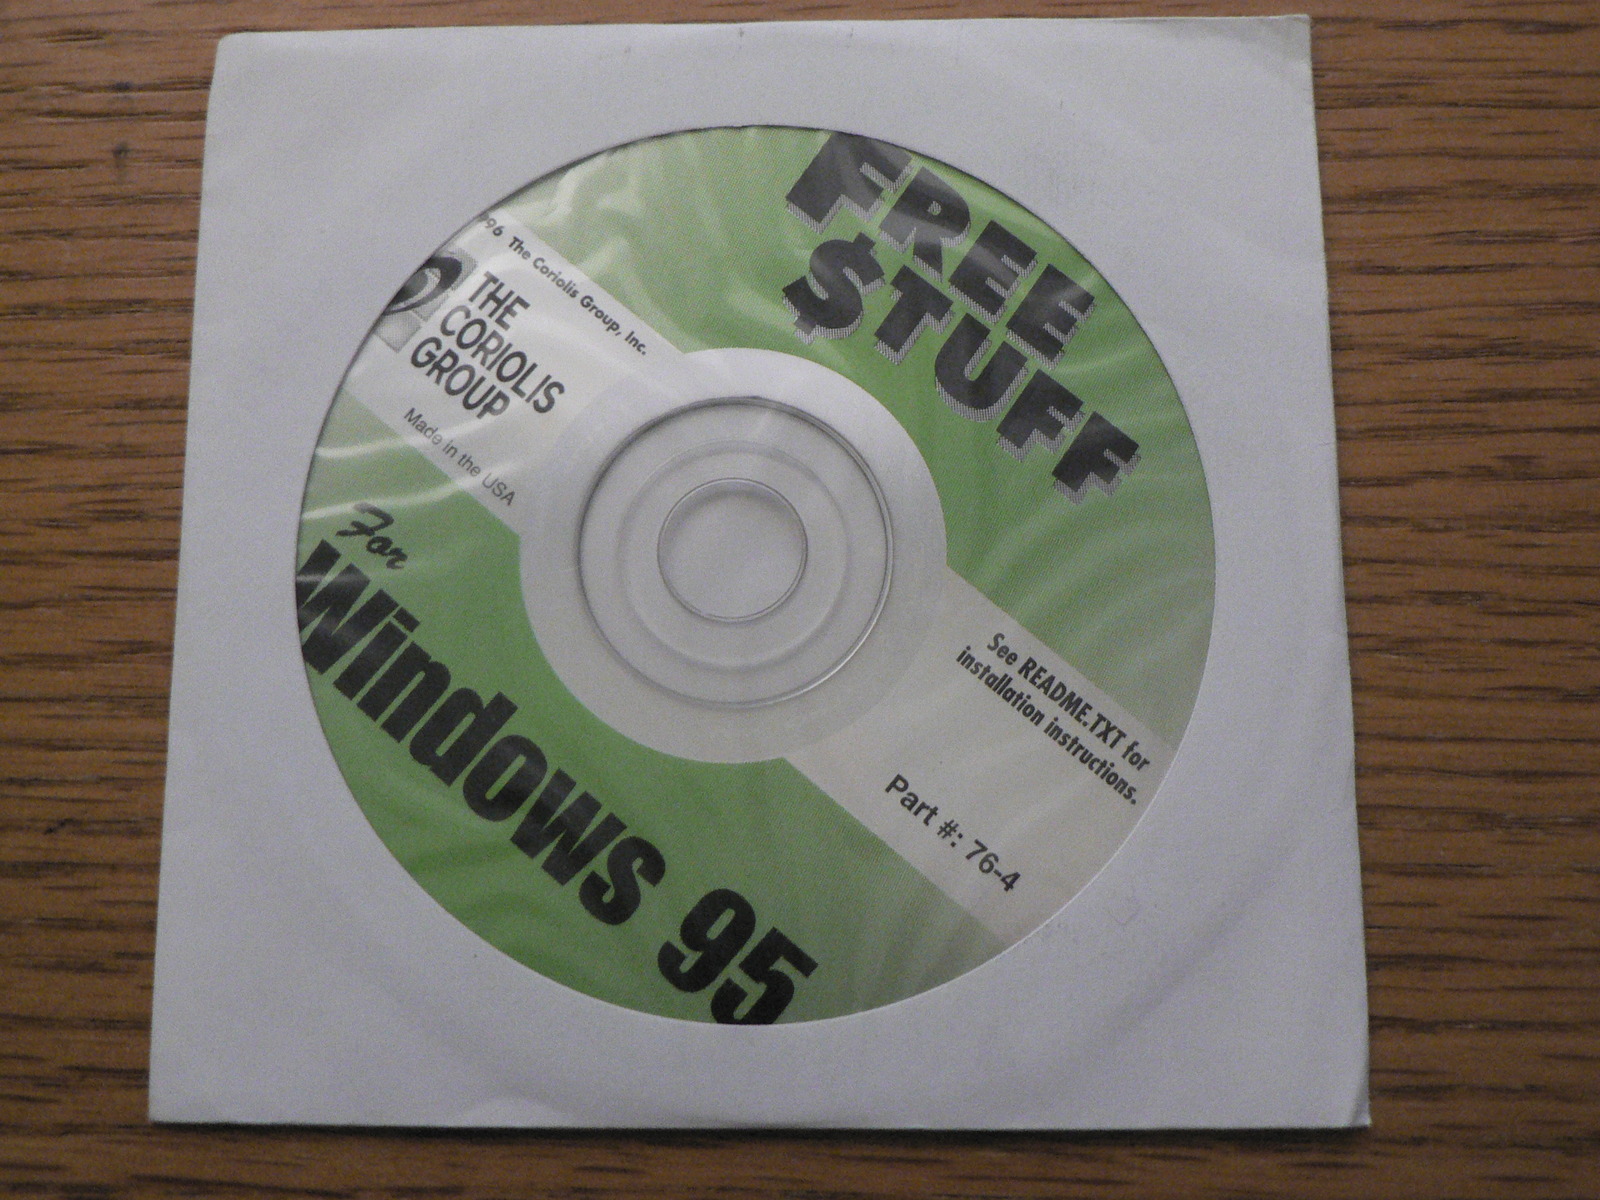 FREE
$TUFF
996 The Coriolis Group, Inc.
THE
CORIOLIS
GROUP
Made in the USA
For
Windows 95
See README.TXT for
installation instructions.
Part #: 76-4